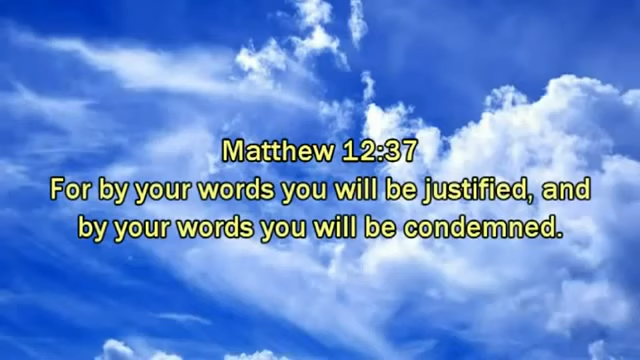 Matthew 12:37
For by your words you will be justified, and
by your words you will be condemned.